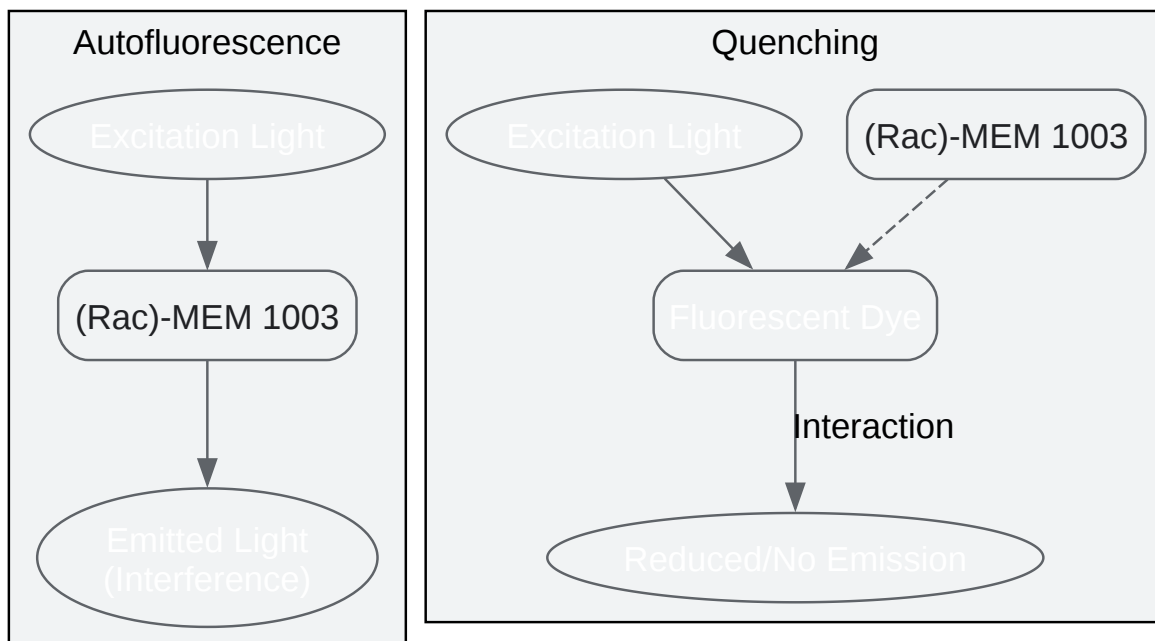 Autofluorescence
Excitation Light
(Rac)-MEM 1003
Emitted Light
(Interference)
Quenching
Excitation Light
(Rac)-MEM 1003
Fluorescent Dye
Interaction
Reduced/No Emission